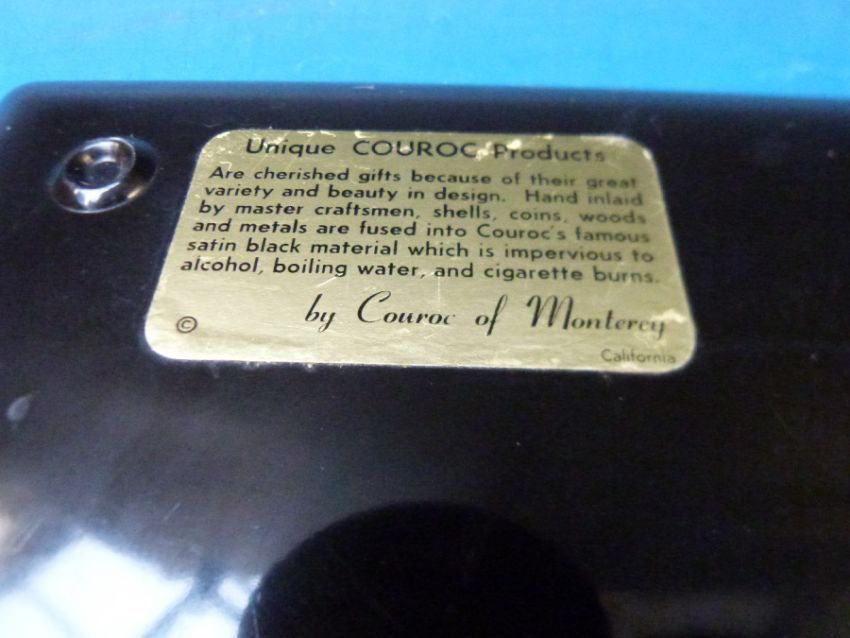 Unique COUROC Products
Are cherished gifts because of their great
variety and beauty in design. Hand inlaid
by master craftsmen, shells, coins, woods
and metals are fused into Couroc's famous
satin black material which is impervious to
alcohol, boiling water, and cigarette burns.
© by Couroc of Monterey
California